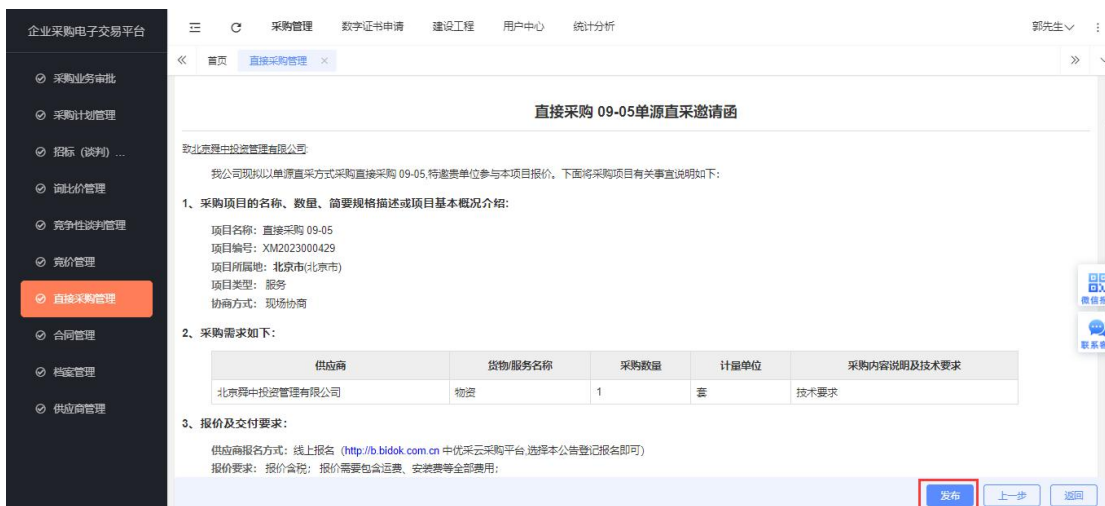 企业采购电子交易平台
采购管理 数字证书申请 建设工程 用户中心 统计分析 郭先生
首页 直接采购管理 ×
采购业务审批
采购计划管理
招标（谈判）...
询比价管理
竞争性谈判管理
竞价管理
直接采购管理
合同管理
档案管理
供应商管理
直接采购 09-05单源直采邀请函
致北京舜中投资管理有限公司:
我公司现拟以单源直采方式采购直接采购 09-05,特邀贵单位参与本项目报价。下面将采购项目有关事宜说明如下：
1、采购项目的名称、数量、简要规格描述或项目基本概况介绍：
项目名称：直接采购 09-05
项目编号：XM2023000429
项目所属地：北京市(北京市)
项目类型： 服务
协商方式： 现场协商
2、采购需求如下：
供应商 货物/服务名称 采购数量 计量单位 采购内容说明及技术要求
北京舜中投资管理有限公司 物资 1 套 技术要求
3、报价及交付要求：
供应商报名方式：线上报名（http://b.bidok.com.cn 中优采云采购平台,选择本公告登记报名即可)
报价要求： 报价含税； 报价需要包含运费、安装费等全部费用；
微信
联系
发布 上一步 返回